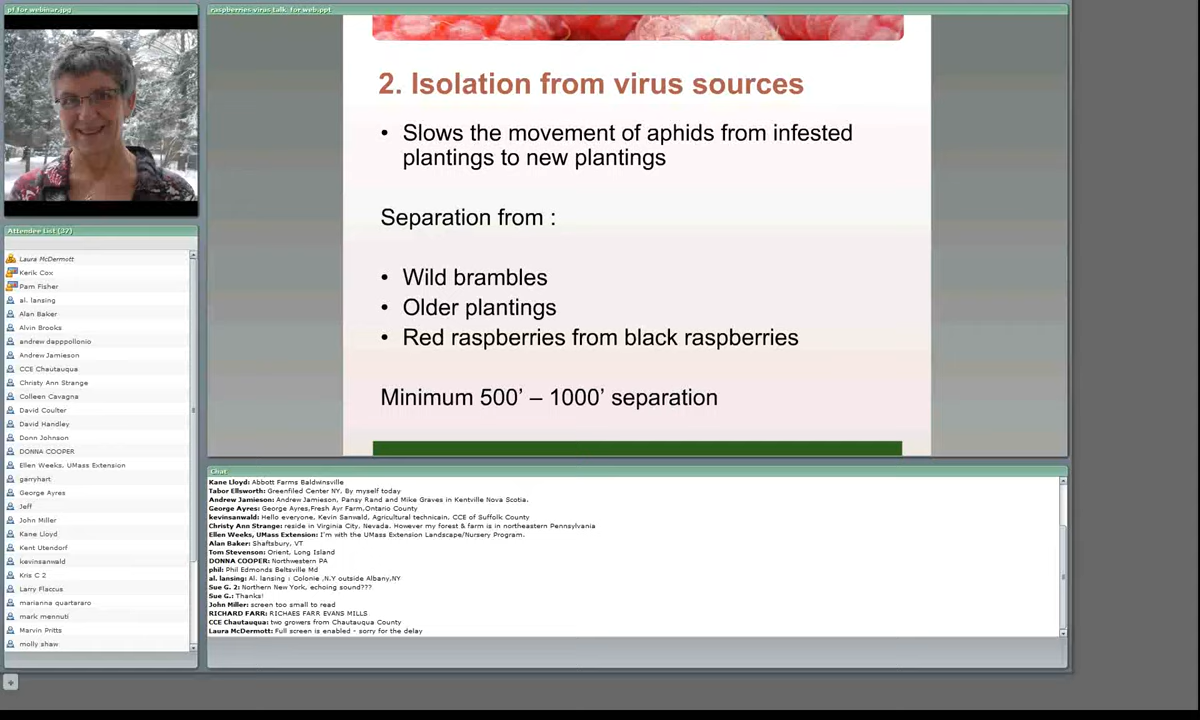 pf for webinar.jpg
raspberries virus talk. for web.ppt
2. Isolation from virus sources
• Slows the movement of aphids from infested
plantings to new plantings
Separation from :
• Wild brambles
• Older plantings
• Red raspberries from black raspberries
Minimum 500’ – 1000’ separation
Attendee List (37)
Laura McDermott
Kerik Cox
Pam Fisher
al. lansing
Alan Baker
Alvin Brooks
andrew dapppollonio
Andrew Jamieson
CCE Chautauqua
Christy Ann Strange
Colleen Cavagna
David Coulter
David Handley
Donn Johnson
DONNA COOPER
Ellen Weeks, UMass Extension
garryhart
George Ayres
Jeff
John Miller
Kane Lloyd
Kent Utendorf
kevinsanwald
Kris C 2
Larry Flaccus
marianna quartararo
mark mennuti
Marvin Pritts
molly shaw
Chat
Kane Lloyd: Abbott Farms Baldwinsville
Tabor Ellsworth: Greenfiled Center NY, By myself today
Andrew Jamieson: Andrew Jamieson, Pansy Rand and Mike Graves in Kentville Nova Scotia.
George Ayres: George Ayres,Fresh Ayr Farm,Ontario County
kevinsanwald: Hello everyone, Kevin Sanwald, Agricultural technicain, CCE of Suffolk County
Christy Ann Strange: reside in Virginia City, Nevada. However my forest & farm is in northeastern Pennsylvania
Ellen Weeks, UMass Extension: I'm with the UMass Extension Landscape/Nursery Program.
Alan Baker: Shaftsbury, VT
Tom Stevenson: Orient, Long Island
DONNA COOPER: Northwestern PA
phil: Phil Edmonds Beltsville Md
al. lansing: Al. lansing : Colonie ,N.Y outside Albany,NY
Sue G. 2: Northern New York, echoing sound???
Sue G.: Thanks!
John Miller: screen too small to read
RICHARD FARR: RICHAES FARR EVANS MILLS
CCE Chautauqua: two growers from Chautauqua County
Laura McDermott: Full screen is enabled - sorry for the delay